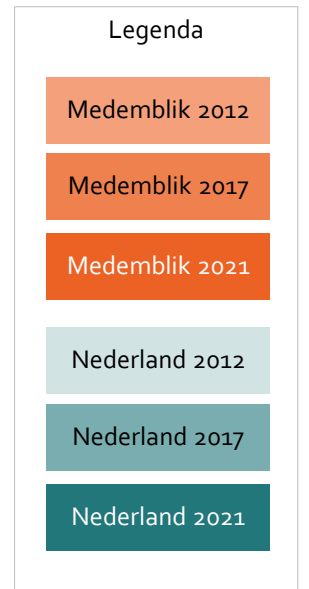 Legenda
Medemblik 2012
Medemblik 2017
Medemblik 2021
Nederland 2012
Nederland 2017
Nederland 2021